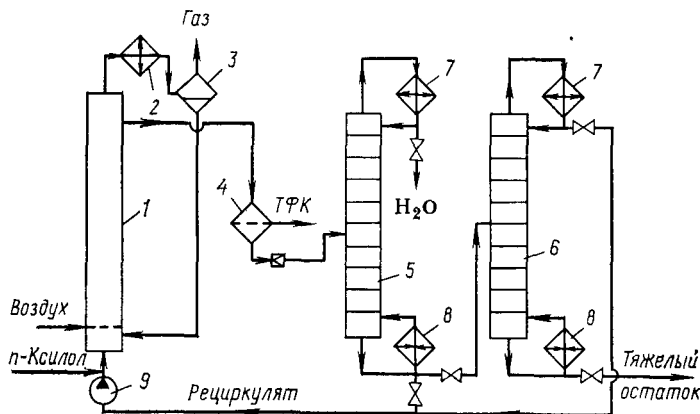 Газ
2
3
7
7
1
4
ТФК
H₂O
5
6
Воздух
8
8
n-Ксилол
Тяжелый
остаток
9
Рециркулят